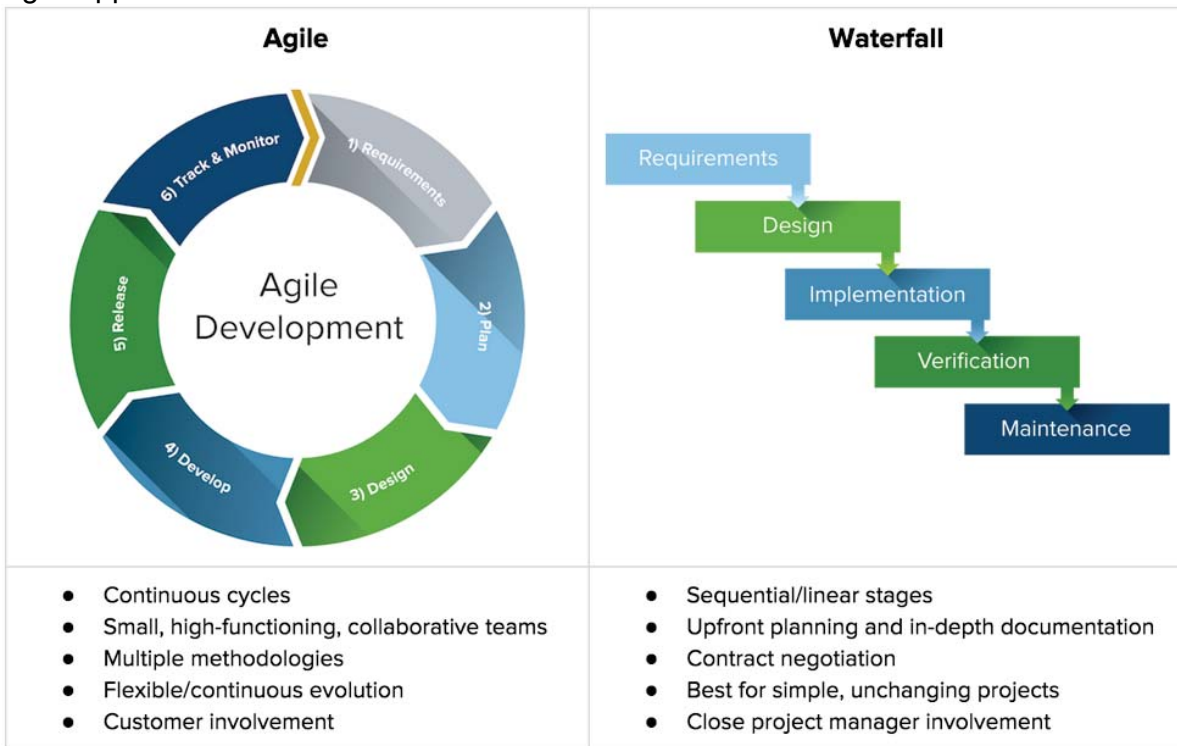 Agile
Waterfall
1) Requirements
2) Plan
3) Design
4) Develop
5) Release
6) Track & Monitor
Agile
Development
Requirements
Design
Implementation
Verification
Maintenance
● Continuous cycles
● Small, high-functioning, collaborative teams
● Multiple methodologies
● Flexible/continuous evolution
● Customer involvement
● Sequential/linear stages
● Upfront planning and in-depth documentation
● Contract negotiation
● Best for simple, unchanging projects
● Close project manager involvement